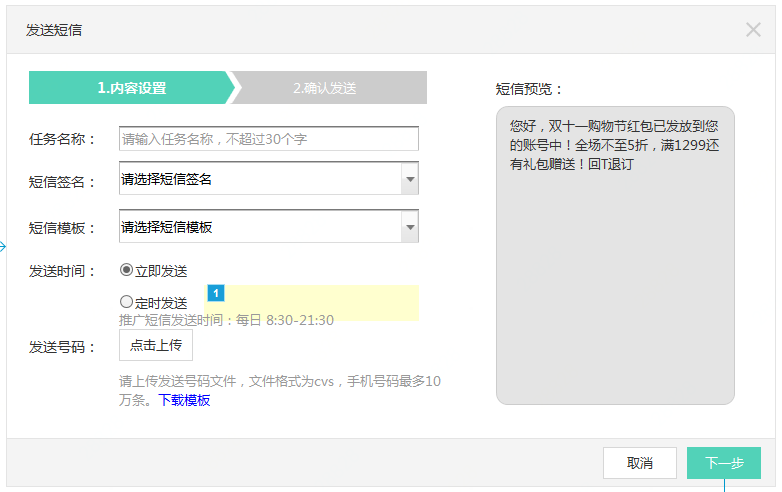 发送短信
1.内容设置
2.确认发送
任务名称：
请输入任务名称，不超过30个字
短信签名：
请选择短信签名
短信模板：
请选择短信模板
发送时间：
立即发送
定时发送
1
推广短信发送时间：每日 8:30-21:30
发送号码：
点击上传
请上传发送号码文件，文件格式为cvs，手机号码最多10
万条。下载模板
短信预览：
您好，双十一购物节红包已发放到您
的账号中！全场不至5折，满1299还
有礼包赠送！回T退订
取消
下一步